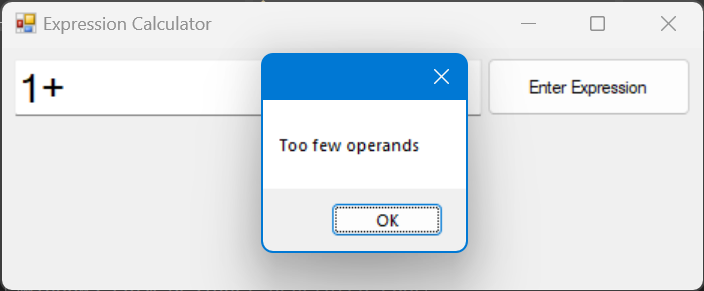 Expression Calculator
1+
Enter Expression
Too few operands
OK